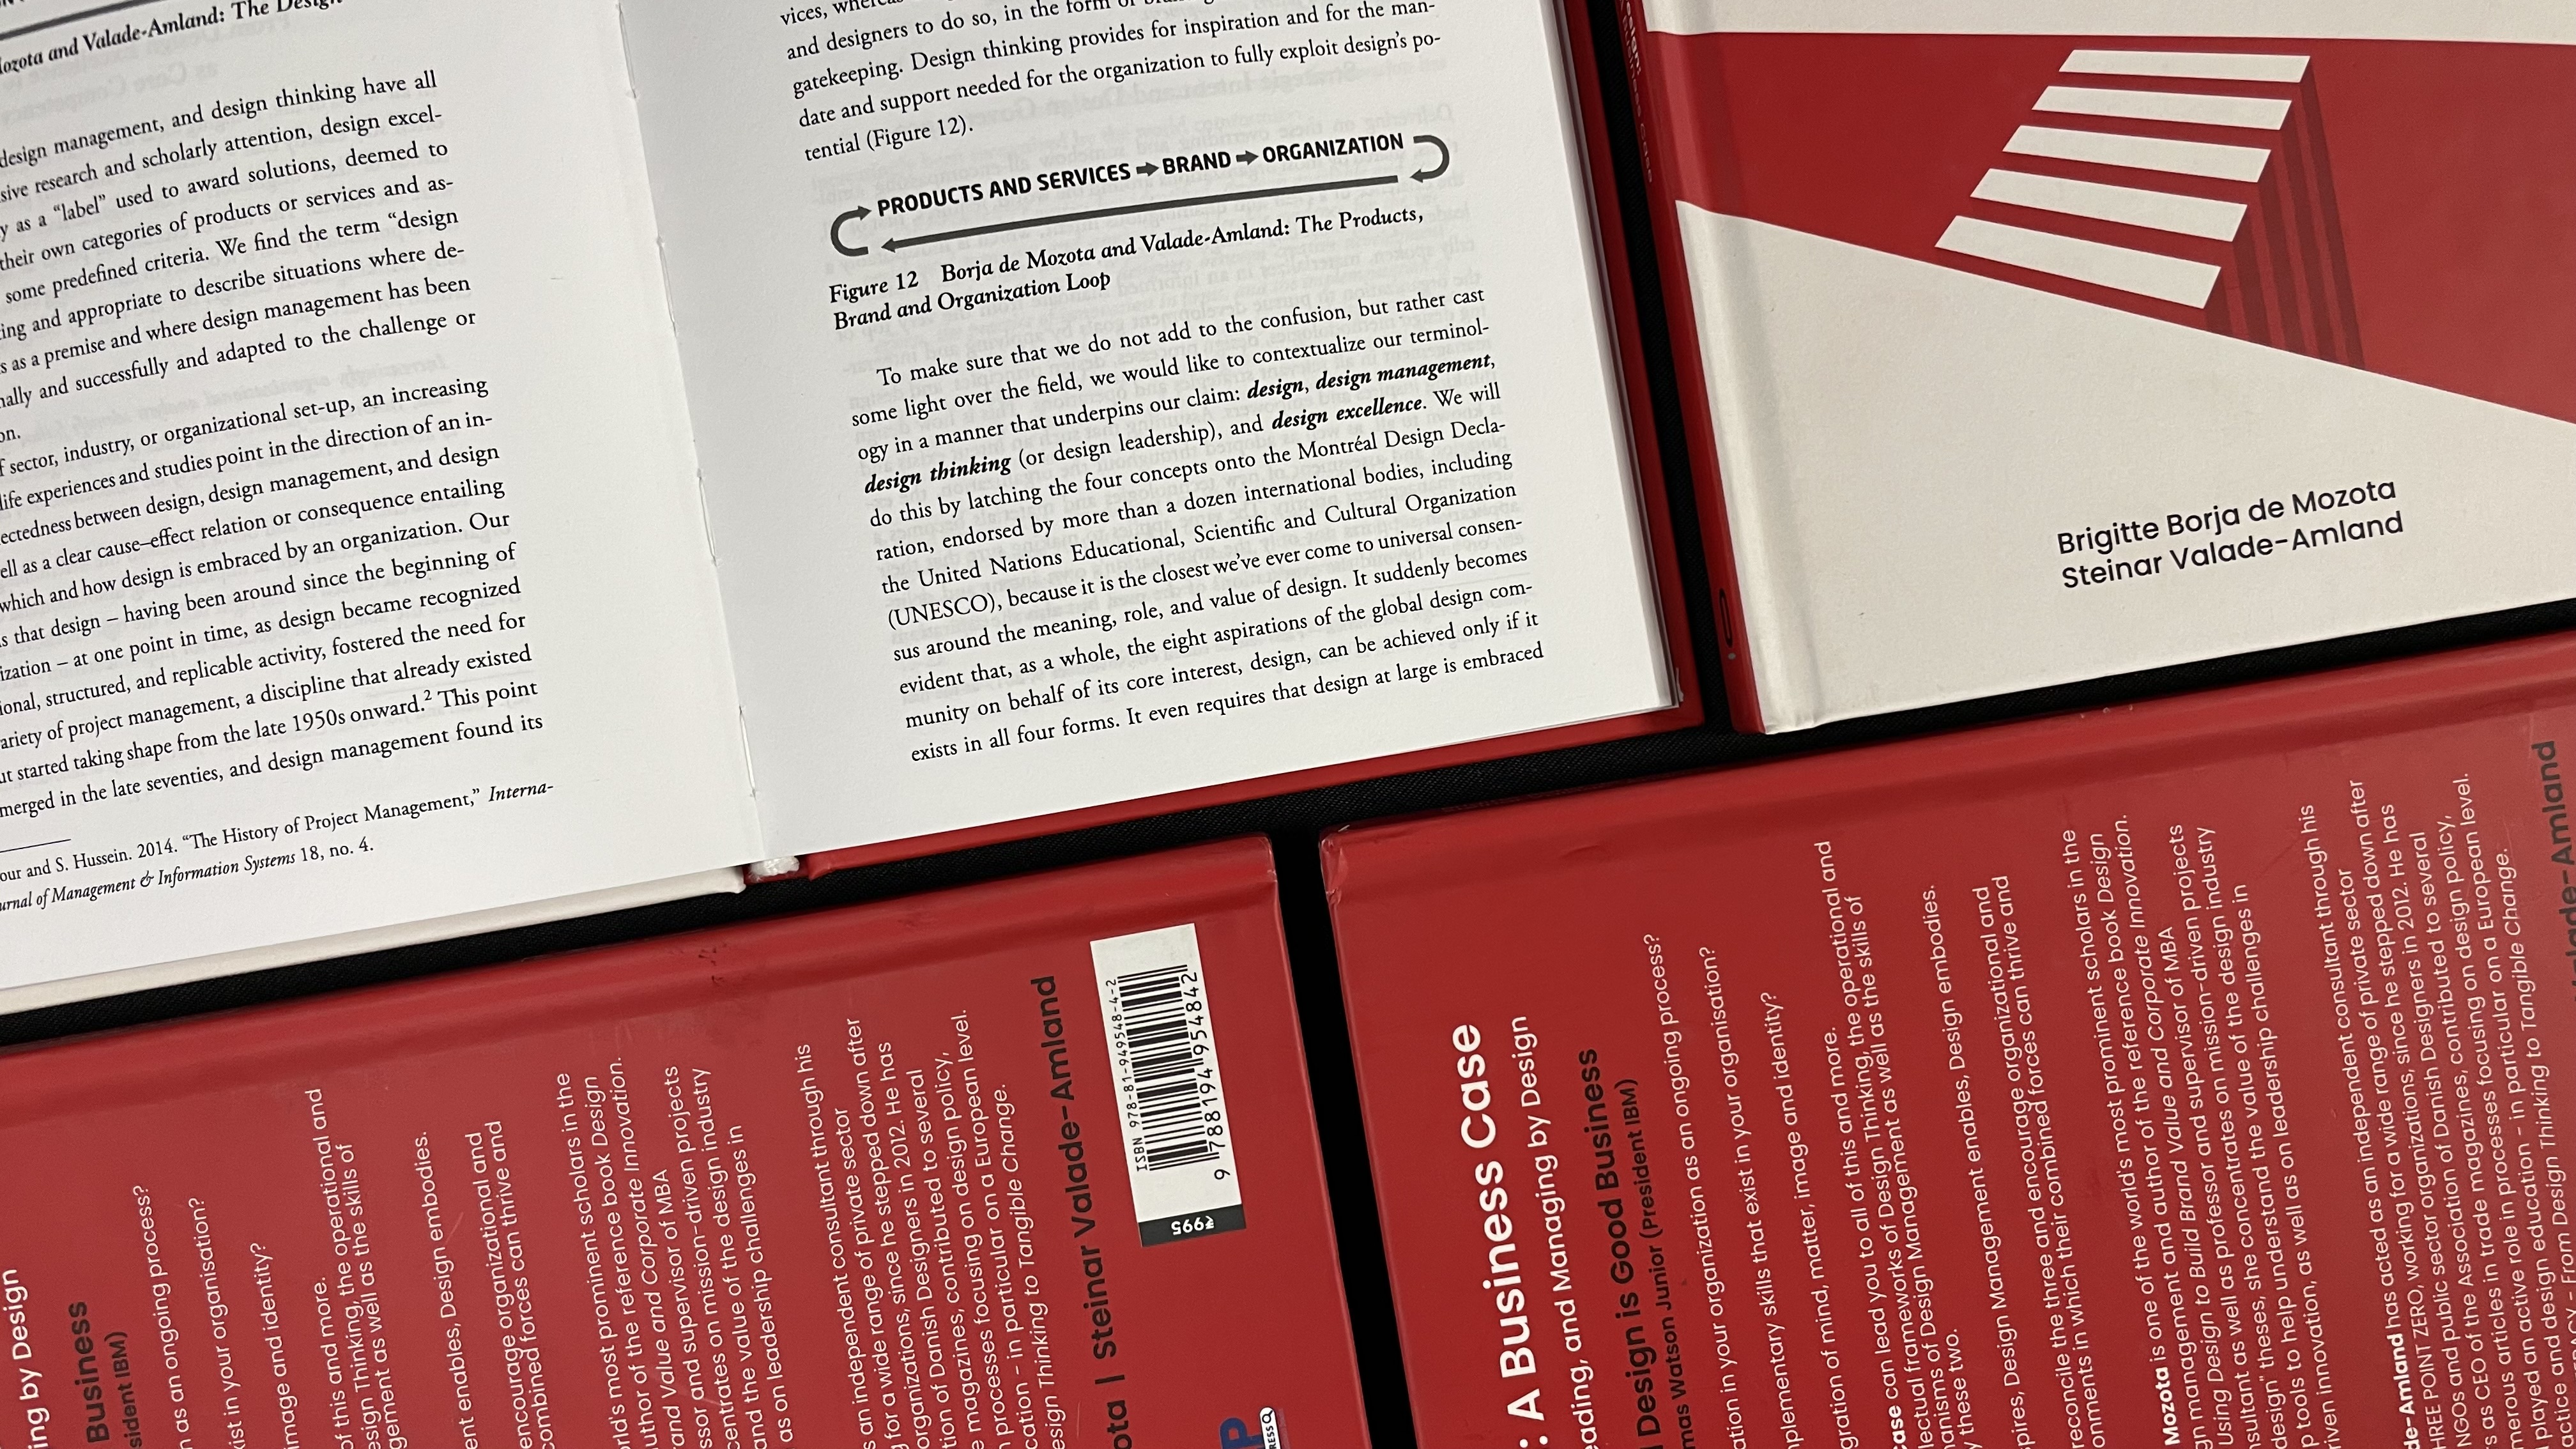 Mozota and Valade-Amland: The Design
design management, and design thinking have all
sive research and scholarly attention, design excel-
y as a “label” used to award solutions, deemed to
their own categories of products or services and as-
some predefined criteria. We find the term “design
ing and appropriate to describe situations where de-
s as a premise and where design management has been
nally and successfully and adapted to the challenge or
on.
f sector, industry, or organizational set-up, an increasing
life experiences and studies point in the direction of an in-
ectedness between design, design management, and design
ell as a clear cause–effect relation or consequence entailing
which and how design is embraced by an organization. Our
s that design – having been around since the beginning of
ization – at one point in time, as design became recognized
ional, structured, and replicable activity, fostered the need for
ariety of project management, a discipline that already existed
ut started taking shape from the late 1950s onward.² This point
merged in the late seventies, and design management found its
our and S. Hussein. 2014. “The History of Project Management,” Interna-
urnal of Management & Information Systems 18, no. 4.
vices, whereas
and designers to do so, in the form of
gatekeeping. Design thinking provides for inspiration and for the man-
date and support needed for the organization to fully exploit design’s po-
tential (Figure 12).
PRODUCTS AND SERVICES ➡ BRAND ➡ ORGANIZATION
Figure 12 Borja de Mozota and Valade-Amland: The Products,
Brand and Organization Loop
To make sure that we do not add to the confusion, but rather cast
some light over the field, we would like to contextualize our terminol-
ogy in a manner that underpins our claim: design, design management,
design thinking (or design leadership), and design excellence. We will
do this by latching the four concepts onto the Montréal Design Decla-
ration, endorsed by more than a dozen international bodies, including
the United Nations Educational, Scientific and Cultural Organization
(UNESCO), because it is the closest we’ve ever come to universal consen-
sus around the meaning, role, and value of design. It suddenly becomes
evident that, as a whole, the eight aspirations of the global design com-
munity on behalf of its core interest, design, can be achieved only if it
exists in all four forms. It even requires that design at large is embraced
Brigitte Borja de Mozota
Steinar Valade-Amland
ing by Design
Business
sident IBM)
n as an ongoing process?
xist in your organisation?
image and identity?
of this and more.
esign Thinking, the operational and
gement as well as the skills of
ent enables, Design embodies.
encourage organizational and
combined forces can thrive and
orld's most prominent scholars in the
uthor of the reference book Design
rand Value and Corporate Innovation.
ssor and supervisor of MBA
centrates on mission-driven projects
and the value of the design industry
as on leadership challenges in
s an independent consultant through his
g for a wide range of private sector
organizations, since he stepped down after
tion of Danish Designers in 2012. He has
e magazines, contributed to several
n processes focusing on design policy,
cation - in particular on a European level.
esign Thinking to Tangible Change.
ota | Steinar Valade-Amland
ISBN 978-81-949548-4-2
9 788194 954842
₹995
P
RESS
: A Business Case
eading, and Managing by Design
Design is Good Business
mas Watson Junior (President IBM)
ation in your organization as an ongoing process?
mplementary skills that exist in your organisation?
gration of mind, matter, image and identity?
case can lead you to all of this and more.
lectual frameworks of Design Thinking, the operational and
hanisms of Design Management as well as the skills of
y these two.
pires, Design Management enables, Design embodies.
reconcile the three and encourage organizational and
onments in which their combined forces can thrive and
Mozota is one of the world's most prominent scholars in the
n management and author of the reference book Design
Using Design to Build Brand Value and Corporate Innovation.
nsultant as well as professor and supervisor of MBA
design" theses, she concentrates on mission-driven projects
p tools to help understand the value of the design industry
riven innovation, as well as on leadership challenges in
de-Amland has acted as an independent consultant through his
HREE POINT ZERO, working for a wide range of private sector
NGOs and public sector organizations, since he stepped down after
s as CEO of the Association of Danish Designers in 2012. He has
merous articles in trade magazines, contributed to several
played an active role in processes focusing on design policy,
actice and design education - in particular on a European level.
From Design Thinking to Tangible Change.
Valade-Amland